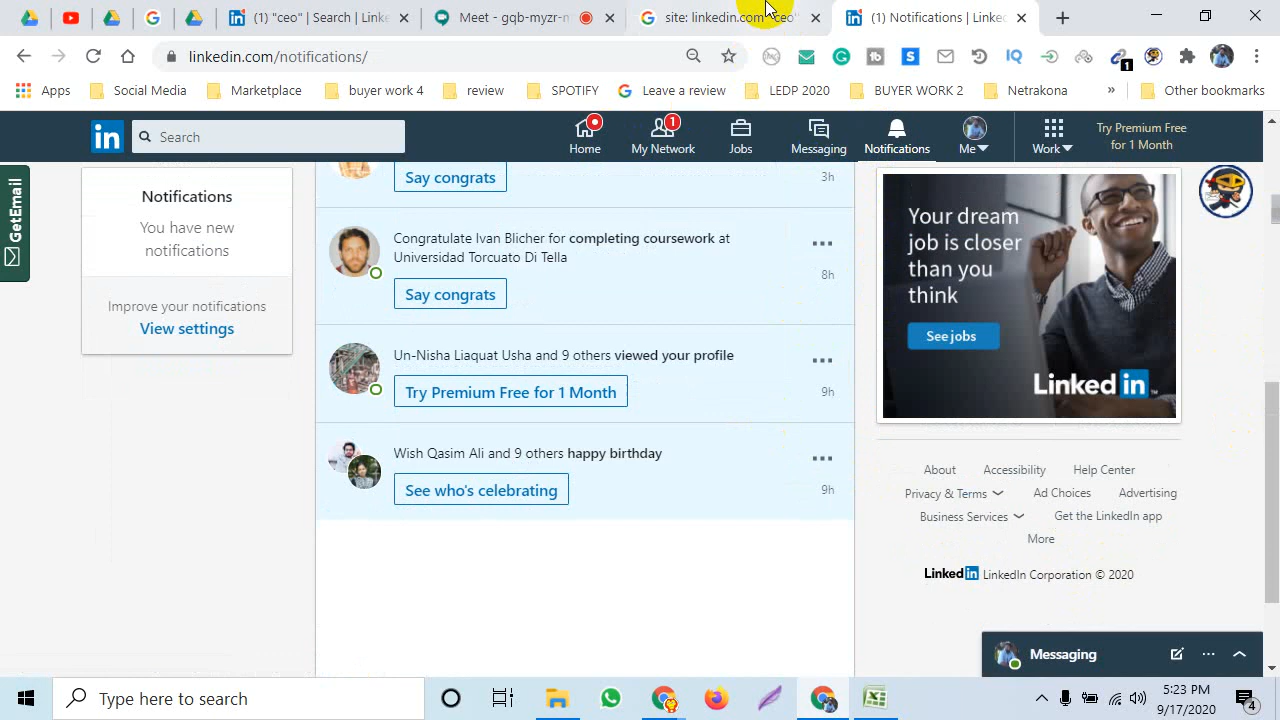 (1) "ceo" | Search | Linke
Meet - gqb-myzr-n
site: linkedin.com "ceo"
(1) Notifications | Linke
linkedin.com/notifications/
1
Apps
Social Media
Marketplace
buyer work 4
review
SPOTIFY
Leave a review
LEDP 2020
BUYER WORK 2
Netrakona
»
Other bookmarks
in
Search
Home
1
My Network
Jobs
Messaging
Notifications
Me
Work
Try Premium Free
for 1 Month
GetEmail
Notifications
You have new
notifications
Improve your notifications
View settings
Say congrats
3h
Congratulate Ivan Blicher for completing coursework at
Universidad Torcuato Di Tella
8h
Say congrats
Un-Nisha Liaquat Usha and 9 others viewed your profile
Try Premium Free for 1 Month
9h
Wish Qasim Ali and 9 others happy birthday
See who's celebrating
9h
Your dream
job is closer
than you
think
See jobs
Linked in
About
Accessibility
Help Center
Privacy & Terms
Ad Choices
Advertising
Business Services
Get the LinkedIn app
More
Linked in LinkedIn Corporation © 2020
Messaging
Type here to search
5:23 PM
9/17/2020
4